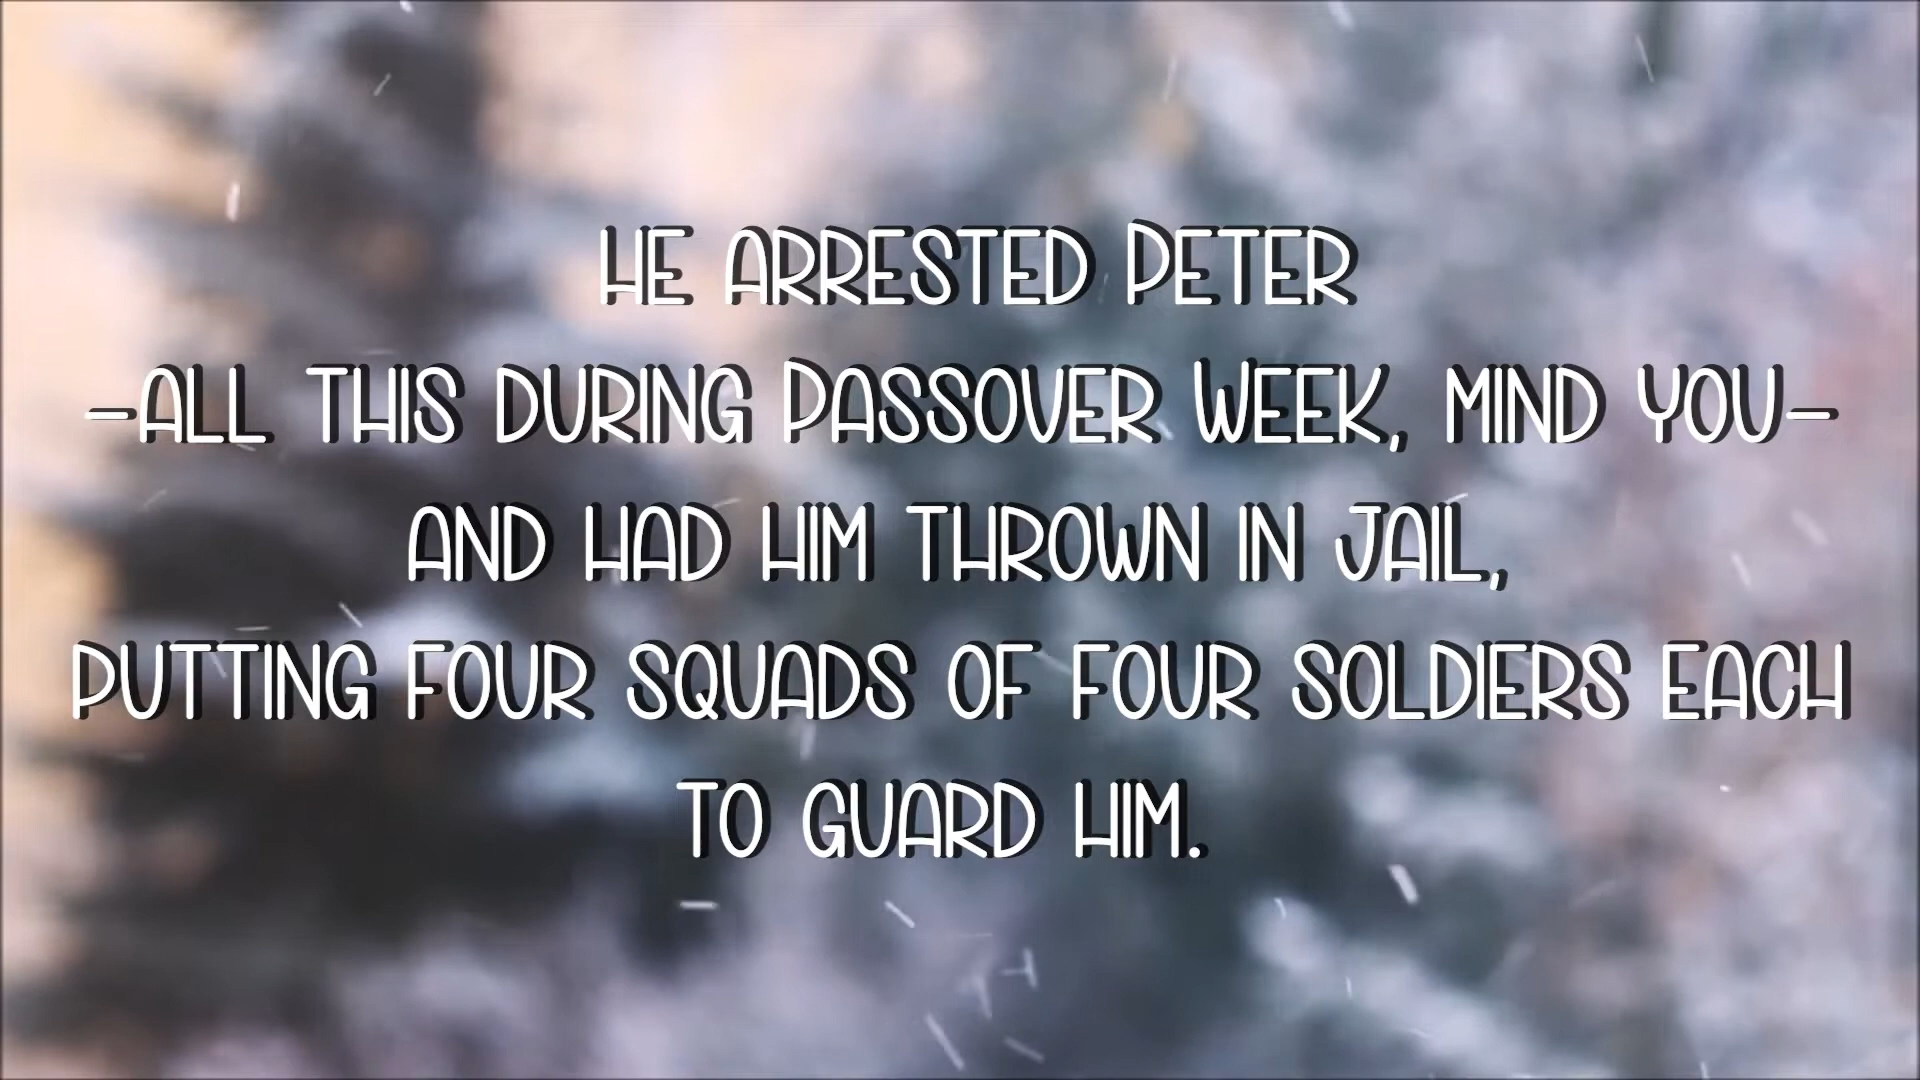 HE ARRESTED PETER
-ALL THIS DURING PASSOVER WEEK, MIND YOU-
AND HAD HIM THROWN IN JAIL,
PUTTING FOUR SQUADS OF FOUR SOLDIERS EACH
TO GUARD HIM.